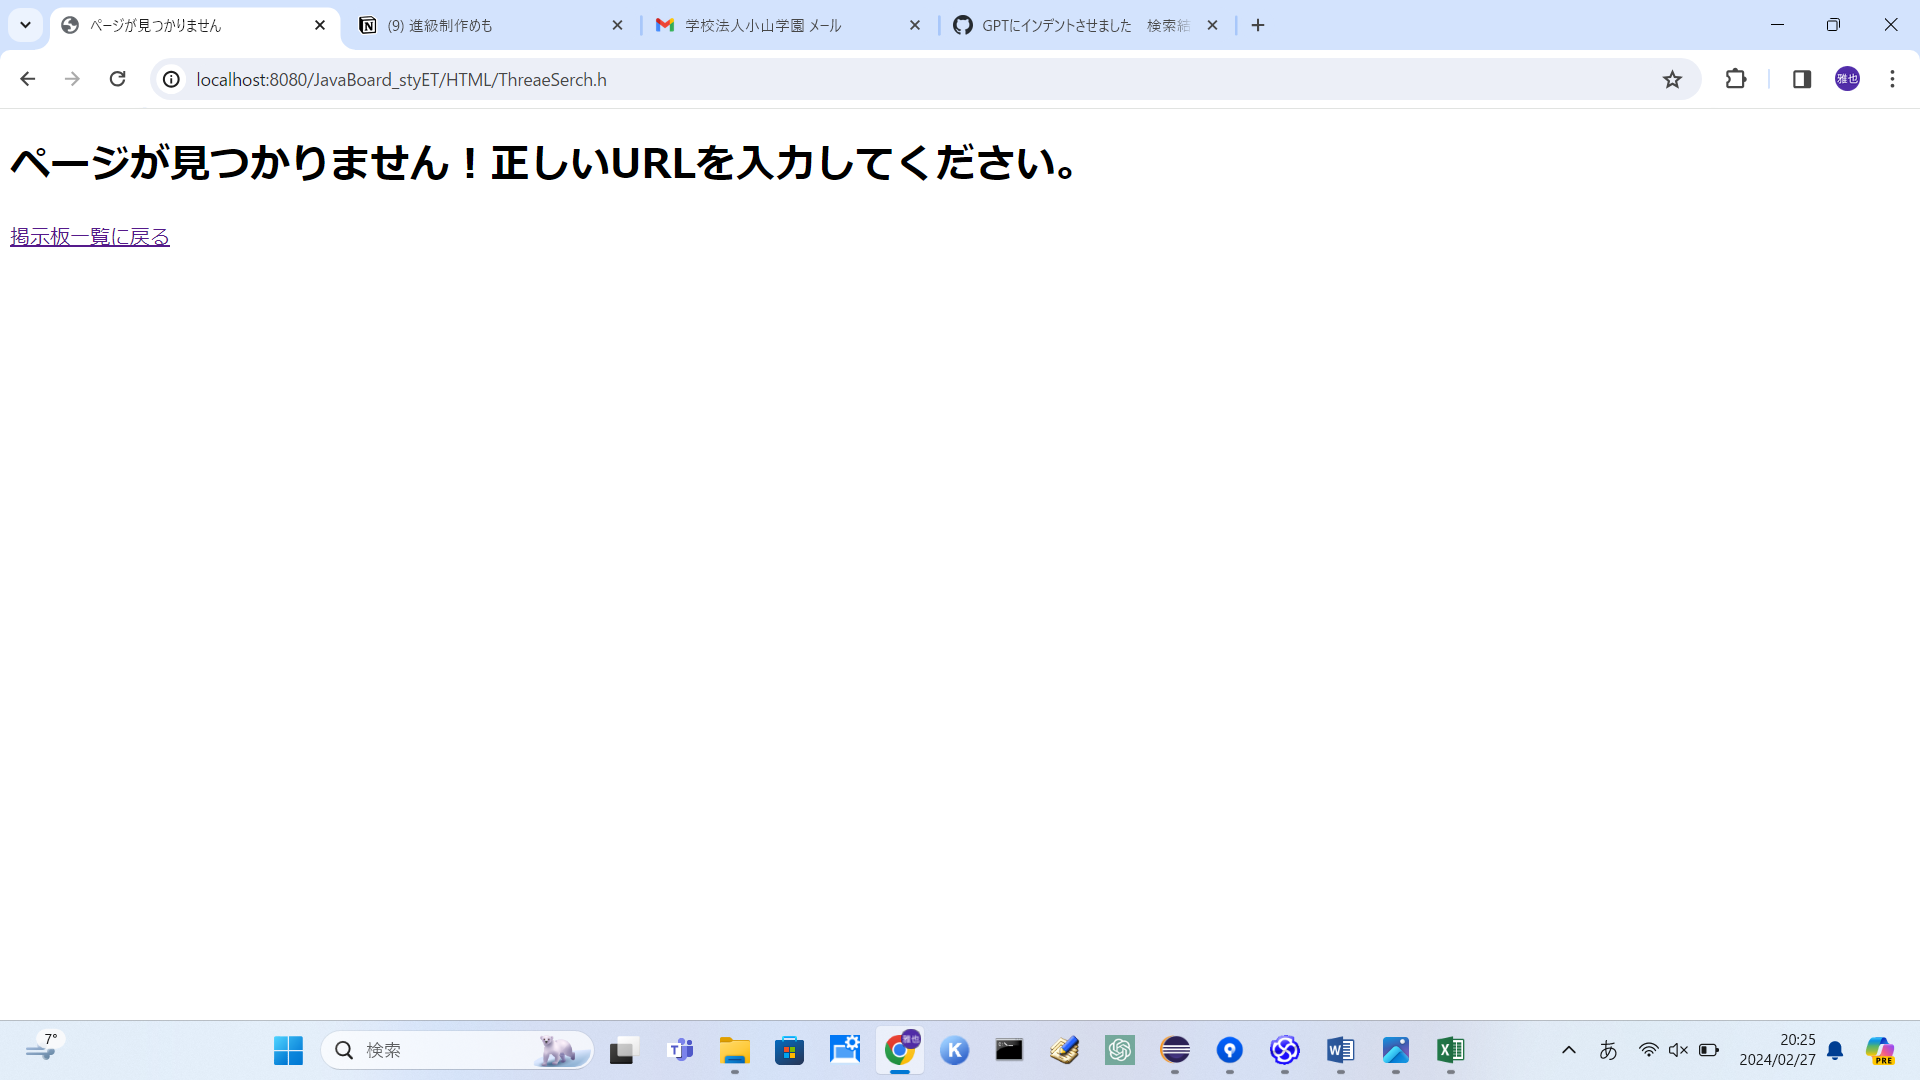 ページが見つかりません
(9) 進級制作めも
学校法人小山学園 メール
GPTにインデントさせました 検索結
localhost:8080/JavaBoard_styET/HTML/ThreaeSerch.h
雅也
ページが見つかりません！正しいURLを入力してください。
掲示板一覧に戻る
7°
検索
雅也
K
あ
20:25
2024/02/27
PRE